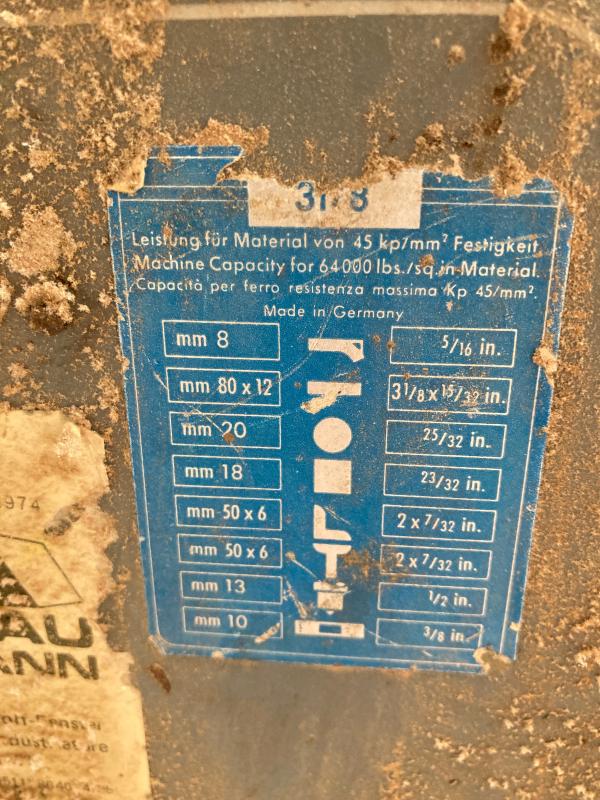 Leistung für Material von 45 kp/mm² Festigkeit
Machine Capacity for 64000 lbs./sq.in. Material.
Capacità per ferro resistenza massima Kp 45/mm².
Made in Germany
mm 8 5/16 in.
mm 80 x 12 3 1/8 x 15/32 in.
mm 20 25/32 in.
mm 18 23/32 in.
mm 50 x 6 2 x 7/32 in.
mm 50 x 6 2 x 7/32 in.
mm 13 1/2 in.
mm 10 3/8 in.
974
AU
ANN